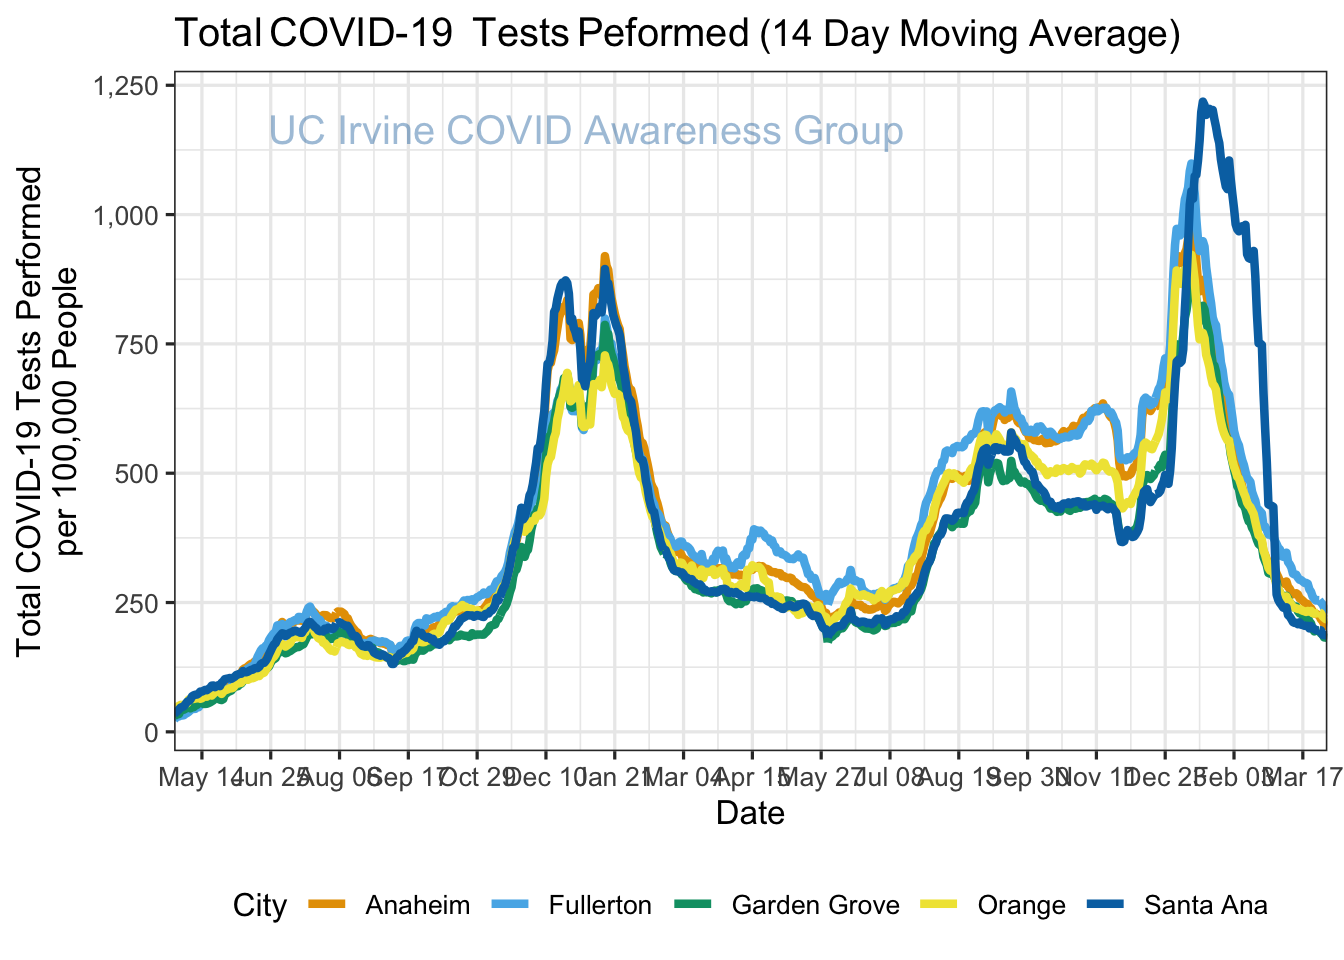 Total COVID-19 Tests Peformed (14 Day Moving Average)
UC Irvine COVID Awareness Group
Total COVID-19 Tests Performed
per 100,000 People
1,250
1,000
750
500
250
0
May 14 Jun 25 Aug 06 Sep 17 Oct 29 Dec 10 Jan 21 Mar 04 Apr 15 May 27 Jul 08 Aug 19 Sep 30 Nov 11 Dec 23 Feb 03 Mar 17
Date
City Anaheim Fullerton Garden Grove Orange Santa Ana